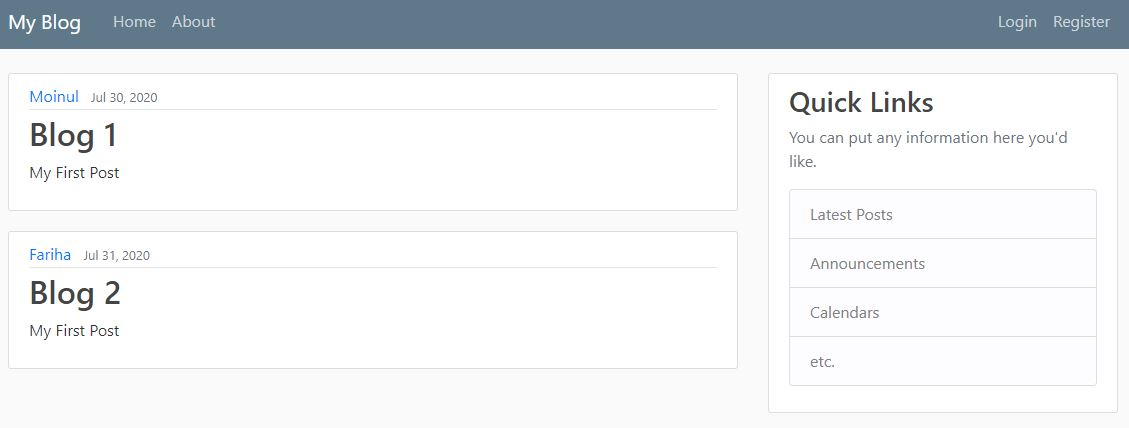 My Blog Home About Login Register
Moinul Jul 30, 2020
Blog 1
My First Post
Fariha Jul 31, 2020
Blog 2
My First Post
Quick Links
You can put any information here you'd
like.
Latest Posts
Announcements
Calendars
etc.